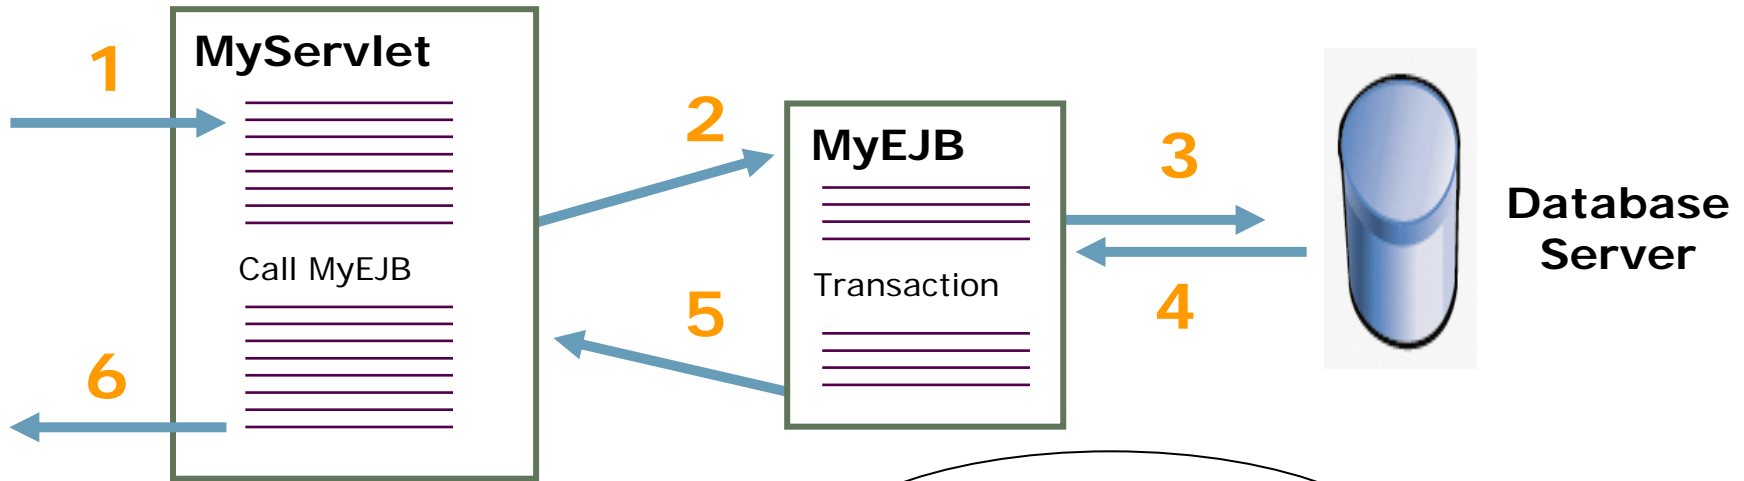 1
MyServlet
Call MyEJB
2
MyEJB
Transaction
3
4
Database
Server
5
6